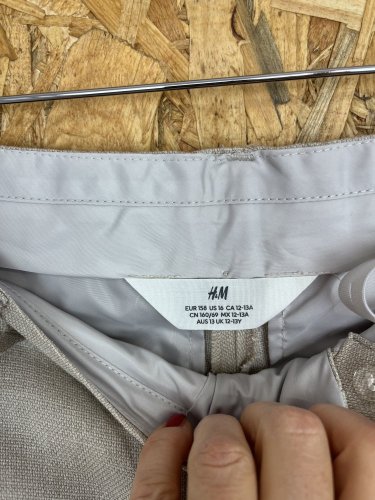 H&M
EUR 158 US 16 CA 12-13A
CN 160/69 MX 12-13A
AUS 13 UK 12-13Y